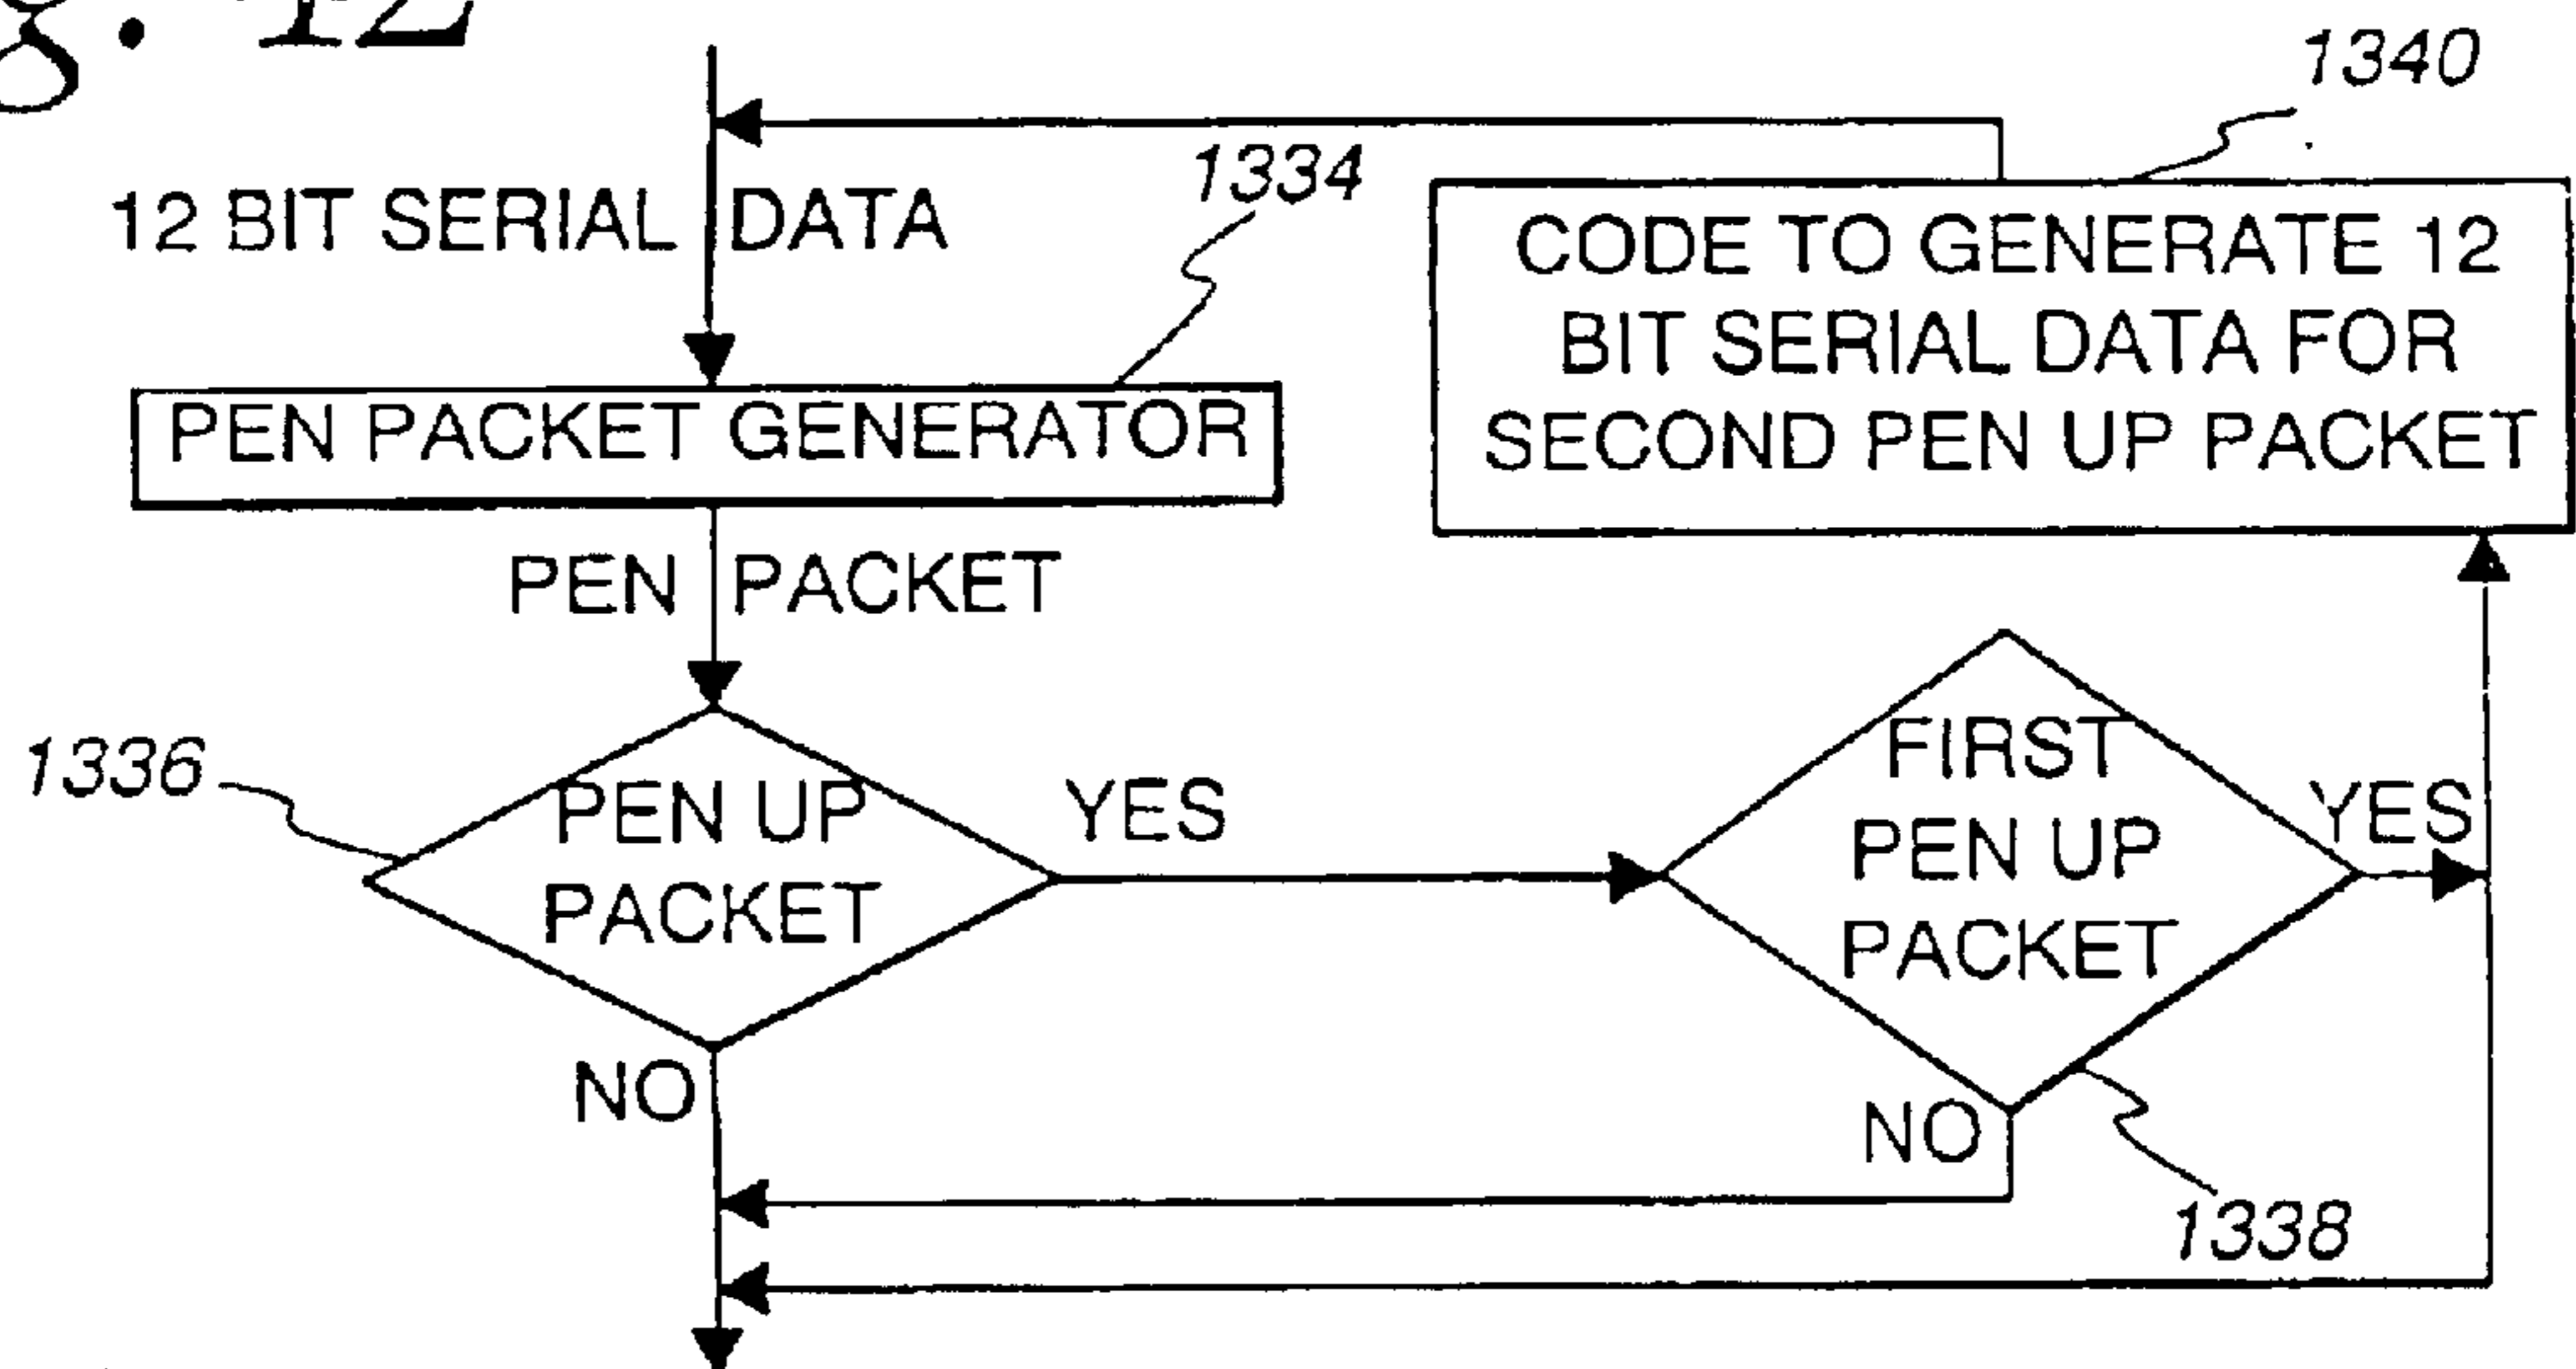 g. 12
1340
12 BIT SERIAL DATA
1334
CODE TO GENERATE 12
BIT SERIAL DATA FOR
SECOND PEN UP PACKET
PEN PACKET GENERATOR
PEN PACKET
1336
PEN UP
PACKET
YES
FIRST
PEN UP
PACKET
YES
NO
NO
1338